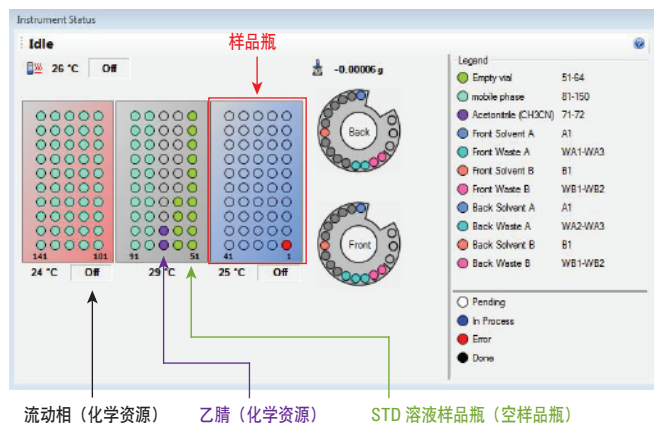 Instrument Status
Idle
样品瓶
26 °C Off
-0.00006 g
Back
Front
141 101 91 51 41 1
24 °C Off 29 °C 25 °C Off
Legend
Empty vial 51-64
mobile phase 81-150
Acetonitrile (CH3CN) 71-72
Front Solvent A A1
Front Waste A WA1-WA3
Front Solvent B B1
Front Waste B WB1-WB2
Back Solvent A A1
Back Waste A WA2-WA3
Back Solvent B B1
Back Waste B WB1-WB2
Pending
In Process
Error
Done
流动相（化学资源） 乙腈（化学资源） STD 溶液样品瓶（空样品瓶）